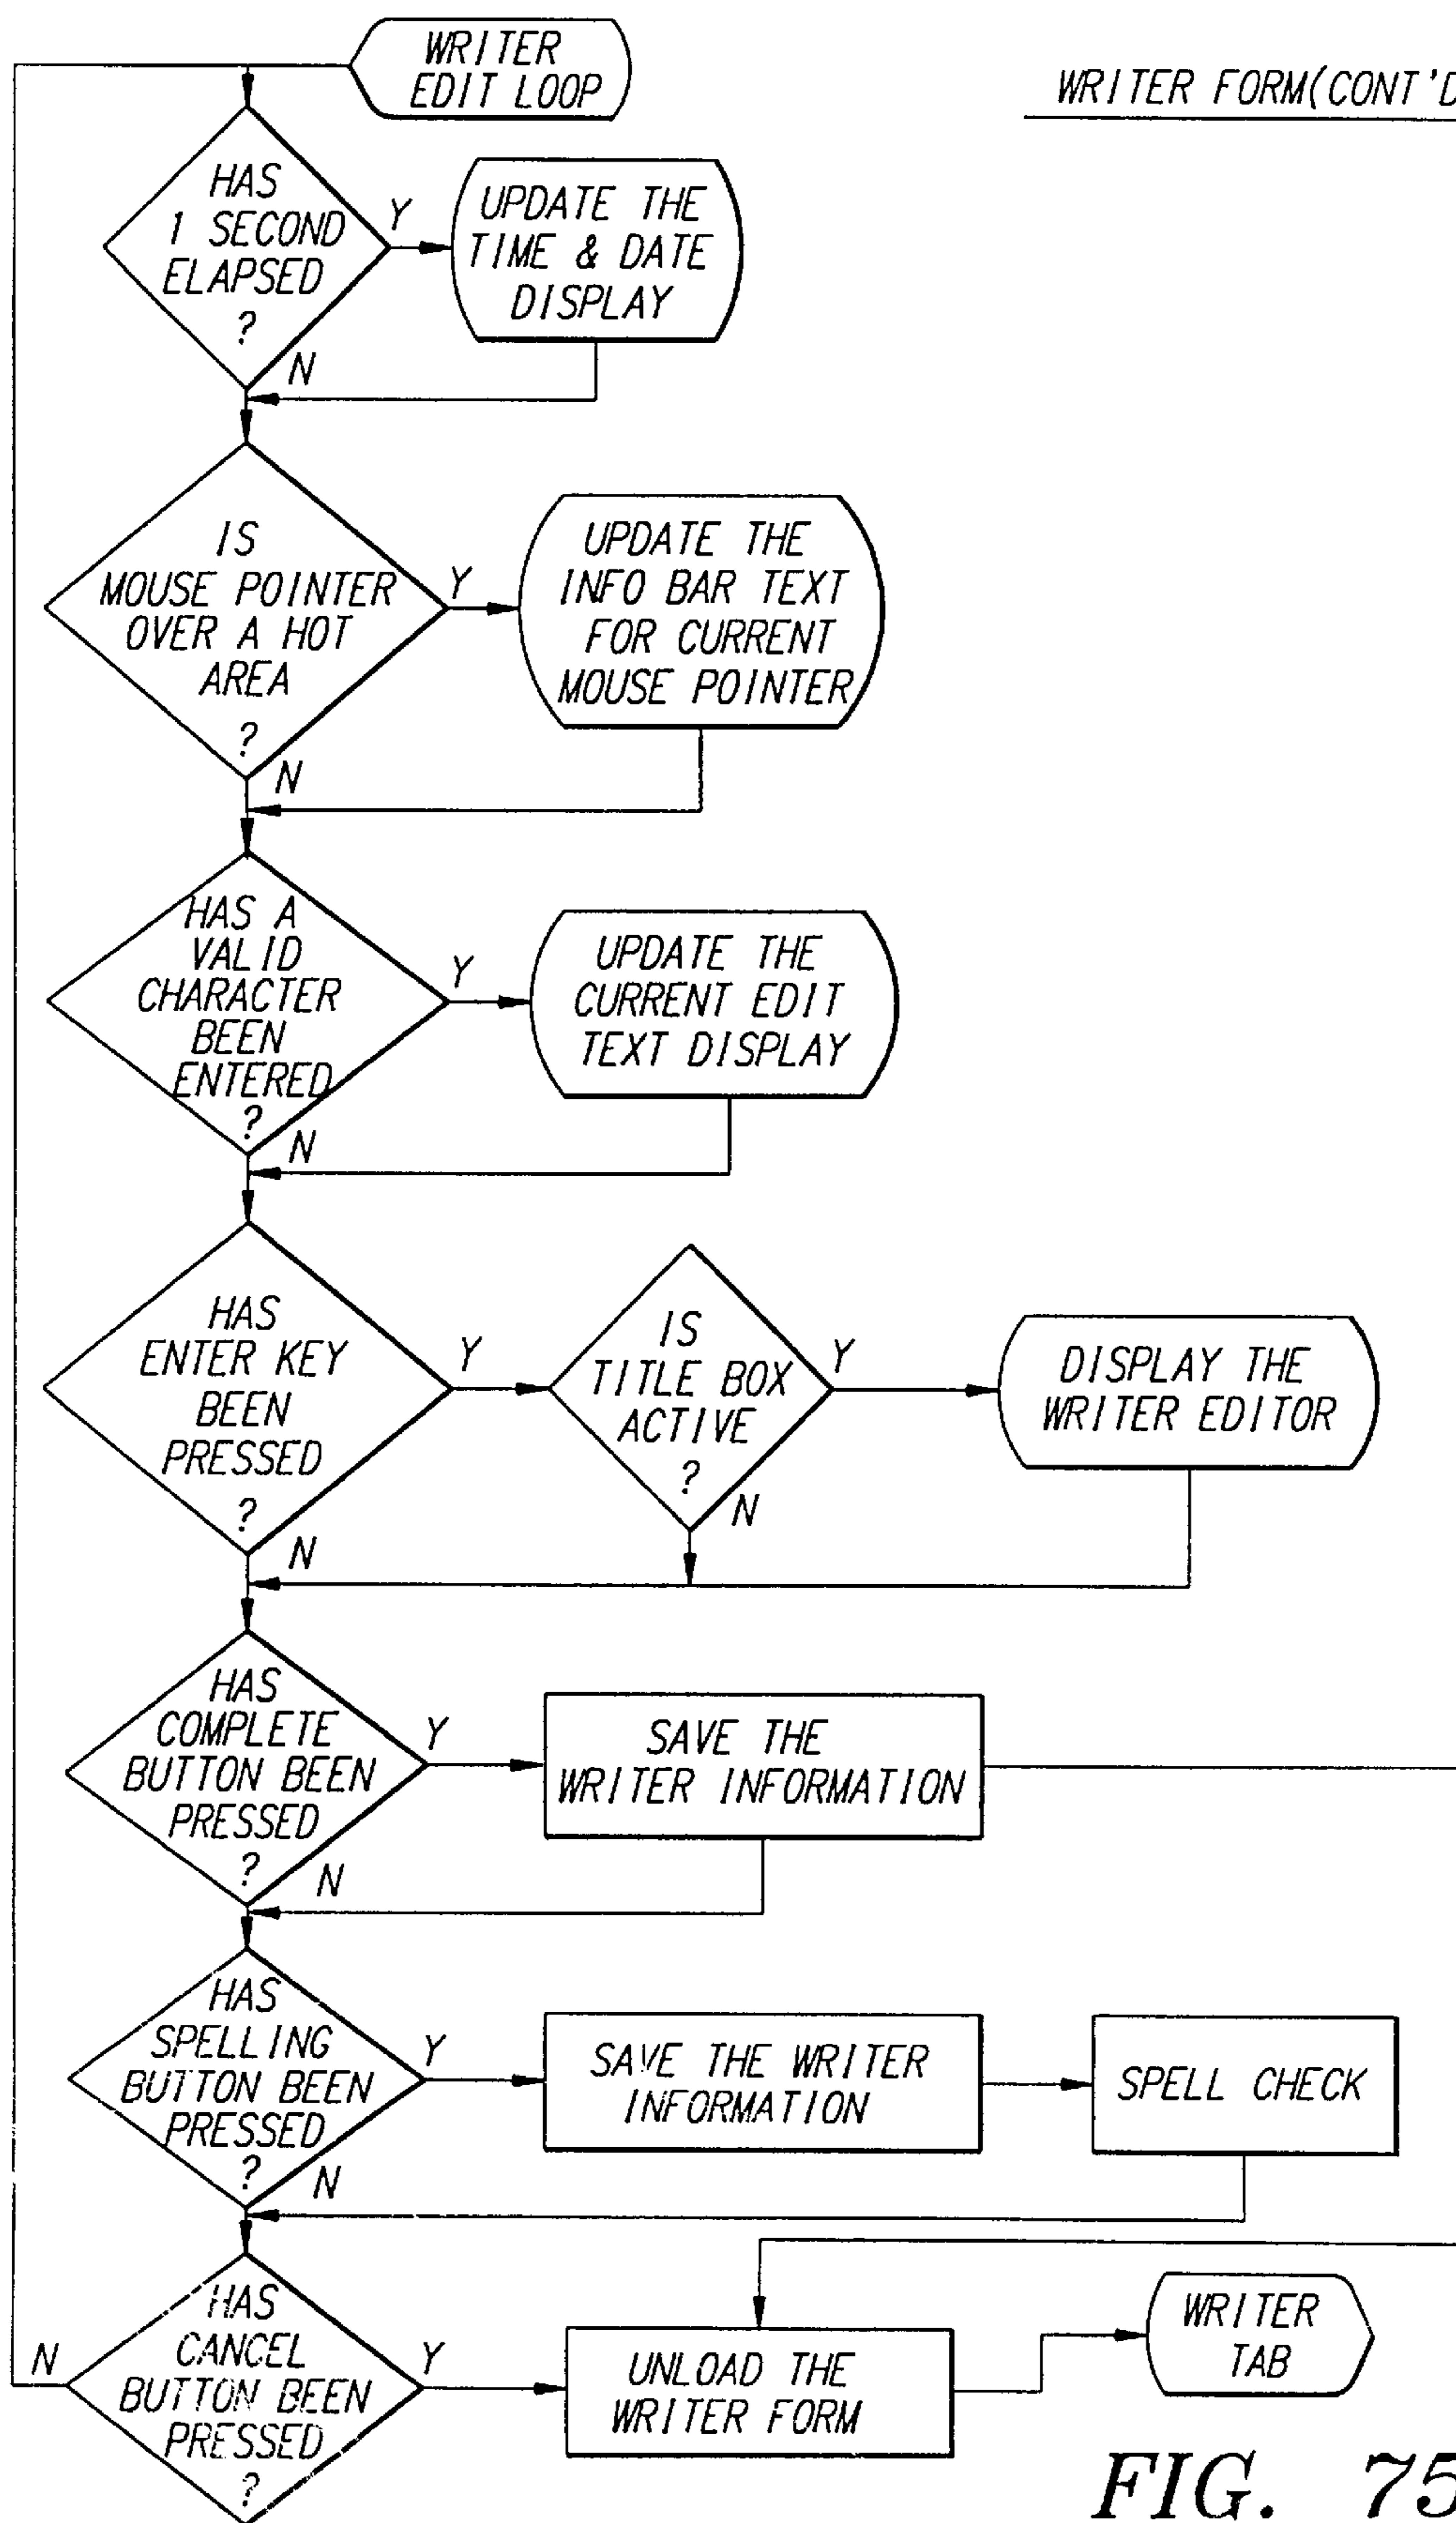 WRITER
EDIT LOOP
WRITER FORM(CONT'D
HAS
1 SECOND
ELAPSED
?
Y
N
UPDATE THE
TIME & DATE
DISPLAY
IS
MOUSE POINTER
OVER A HOT
AREA
?
Y
N
UPDATE THE
INFO BAR TEXT
FOR CURRENT
MOUSE POINTER
HAS A
VALID
CHARACTER
BEEN
ENTERED
?
Y
N
UPDATE THE
CURRENT EDIT
TEXT DISPLAY
HAS
ENTER KEY
BEEN
PRESSED
?
Y
N
IS
TITLE BOX
ACTIVE
?
Y
N
DISPLAY THE
WRITER EDITOR
HAS
COMPLETE
BUTTON BEEN
PRESSED
?
Y
N
SAVE THE
WRITER INFORMATION
HAS
SPELLING
BUTTON BEEN
PRESSED
?
Y
N
SAVE THE WRITER
INFORMATION
SPELL CHECK
HAS
CANCEL
BUTTON BEEN
PRESSED
?
N
Y
UNLOAD THE
WRITER FORM
WRITER
TAB
FIG. 75